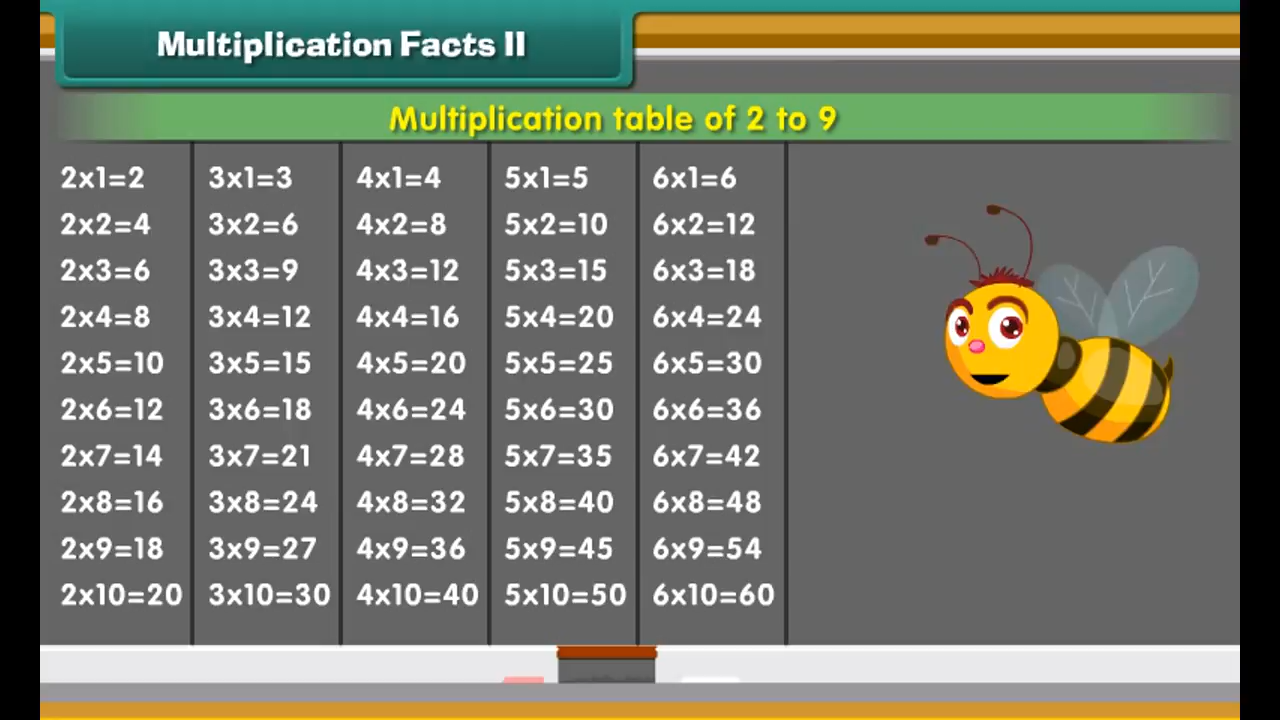 Multiplication Facts II
Multiplication table of 2 to 9
2x1=2 3x1=3 4x1=4 5x1=5 6x1=6
2x2=4 3x2=6 4x2=8 5x2=10 6x2=12
2x3=6 3x3=9 4x3=12 5x3=15 6x3=18
2x4=8 3x4=12 4x4=16 5x4=20 6x4=24
2x5=10 3x5=15 4x5=20 5x5=25 6x5=30
2x6=12 3x6=18 4x6=24 5x6=30 6x6=36
2x7=14 3x7=21 4x7=28 5x7=35 6x7=42
2x8=16 3x8=24 4x8=32 5x8=40 6x8=48
2x9=18 3x9=27 4x9=36 5x9=45 6x9=54
2x10=20 3x10=30 4x10=40 5x10=50 6x10=60